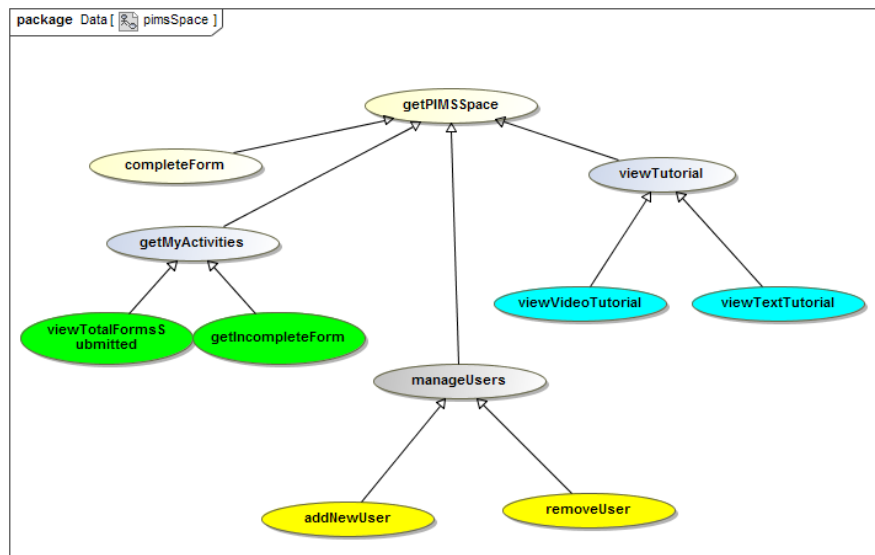 package Data [ pimsSpace ]
getPIMSSpace
completeForm
viewTutorial
getMyActivities
viewVideoTutorial
viewTextTutorial
viewTotalFormsS
ubmitted
getIncompleteForm
manageUsers
addNewUser
removeUser